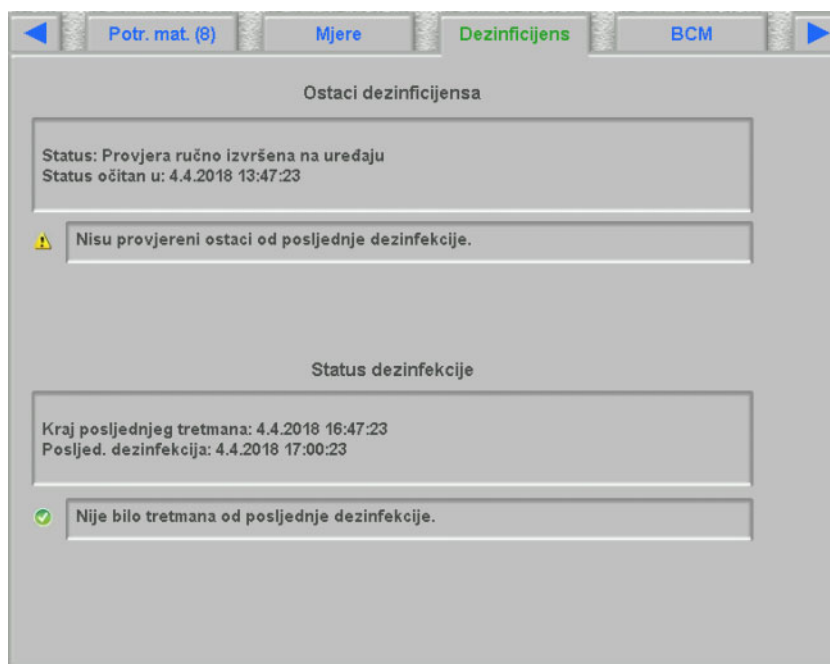 Potr. mat. (8) Mjere Dezinficijens BCM
Ostaci dezinficijensa
Status: Provjera ručno izvršena na uređaju
Status očitan u: 4.4.2018 13:47:23
Nisu provjereni ostaci od posljednje dezinfekcije.
Status dezinfekcije
Kraj posljednjeg tretmana: 4.4.2018 16:47:23
Posljed. dezinfekcija: 4.4.2018 17:00:23
Nije bilo tretmana od posljednje dezinfekcije.